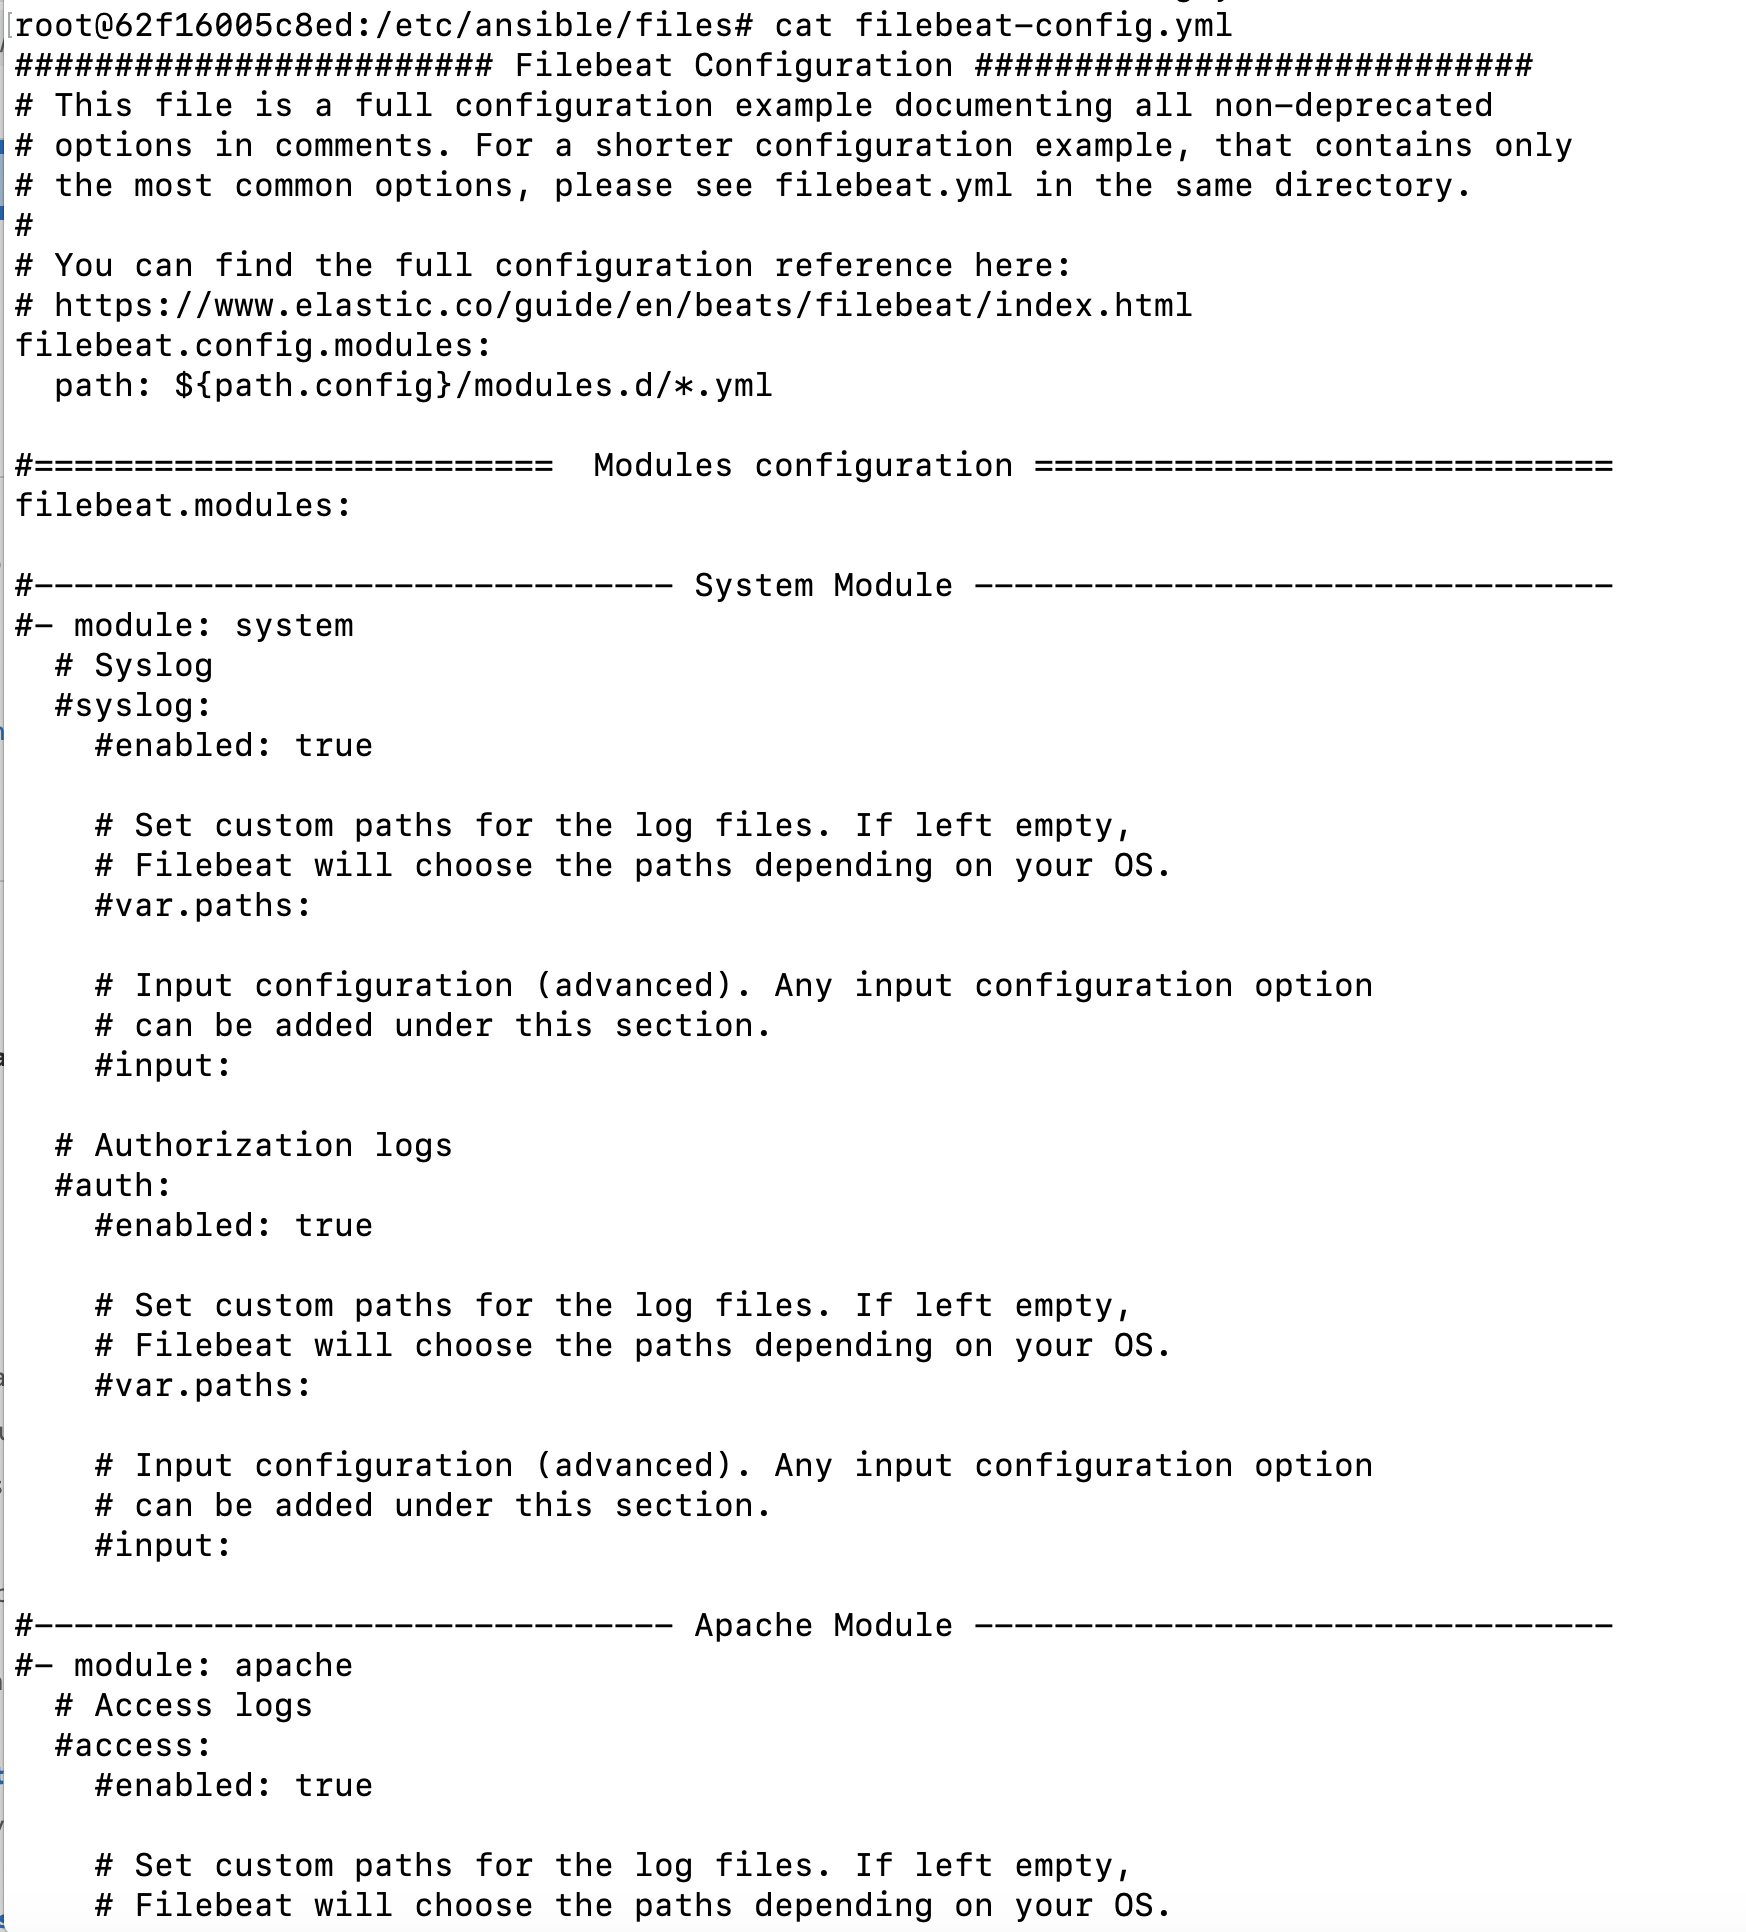 root@62f16005c8ed:/etc/ansible/files# cat filebeat-config.yml
######################## Filebeat Configuration ############################
# This file is a full configuration example documenting all non-deprecated
# options in comments. For a shorter configuration example, that contains only
# the most common options, please see filebeat.yml in the same directory.
#
# You can find the full configuration reference here:
# https://www.elastic.co/guide/en/beats/filebeat/index.html
filebeat.config.modules:
  path: ${path.config}/modules.d/*.yml

#==========================  Modules configuration =============================
filebeat.modules:

#-------------------------------- System Module --------------------------------
#- module: system
  # Syslog
  #syslog:
    #enabled: true

    # Set custom paths for the log files. If left empty,
    # Filebeat will choose the paths depending on your OS.
    #var.paths:

    # Input configuration (advanced). Any input configuration option
    # can be added under this section.
    #input:

  # Authorization logs
  #auth:
    #enabled: true

    # Set custom paths for the log files. If left empty,
    # Filebeat will choose the paths depending on your OS.
    #var.paths:

    # Input configuration (advanced). Any input configuration option
    # can be added under this section.
    #input:

#-------------------------------- Apache Module --------------------------------
#- module: apache
  # Access logs
  #access:
    #enabled: true

    # Set custom paths for the log files. If left empty,
    # Filebeat will choose the paths depending on your OS.